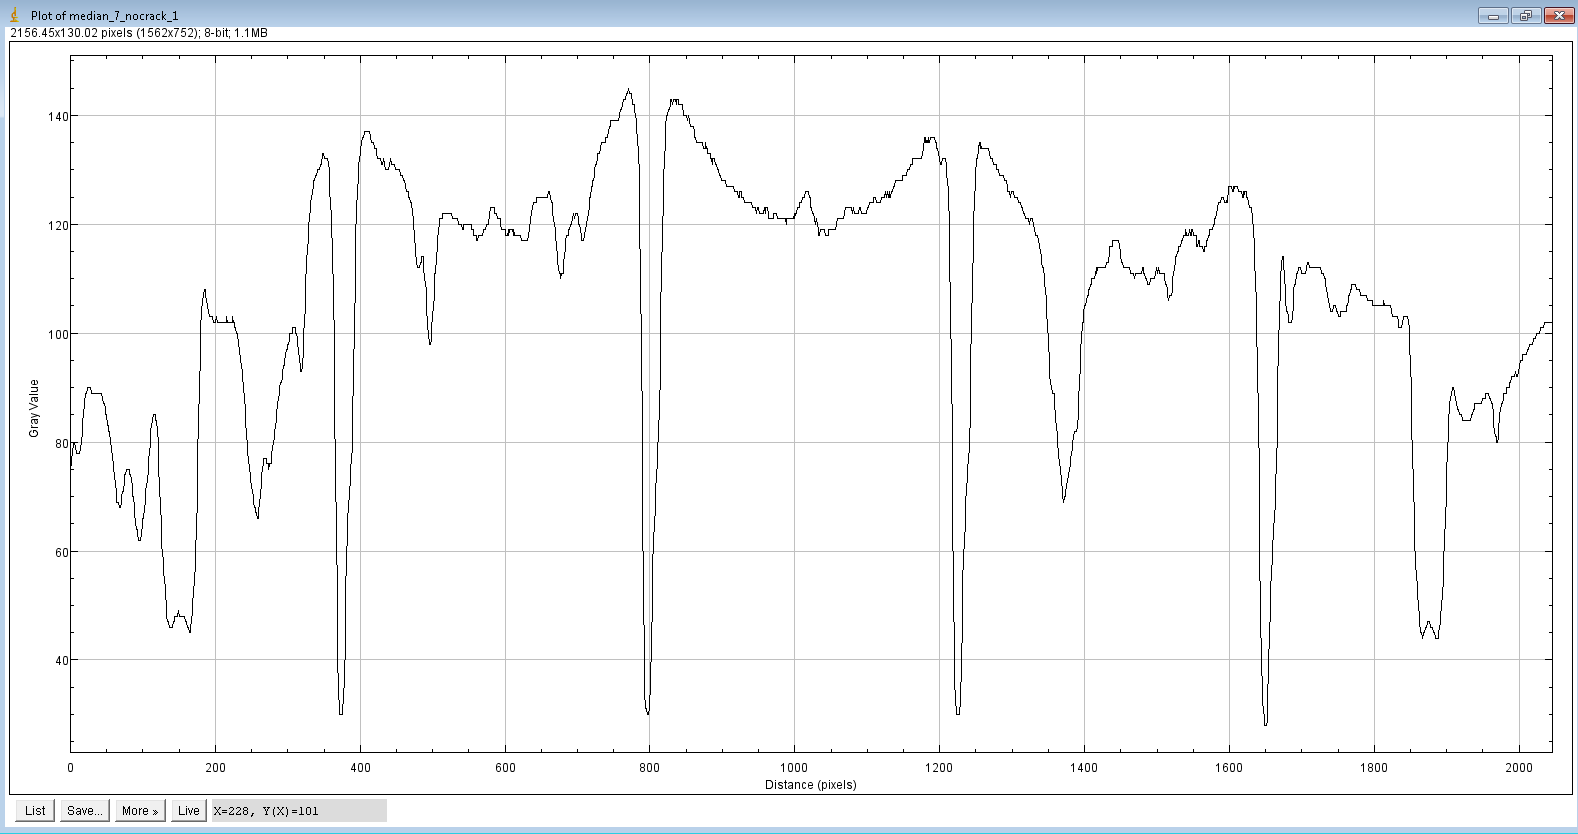 Plot of median_7_nocrack_1
2156.45x130.02 pixels (1562x752); 8-bit; 1.1MB
140
120
100
80
60
40
Gray Value
0 200 400 600 800 1000 1200 1400 1600 1800 2000
Distance (pixels)
List Save... More » Live X=228, Y(X)=101